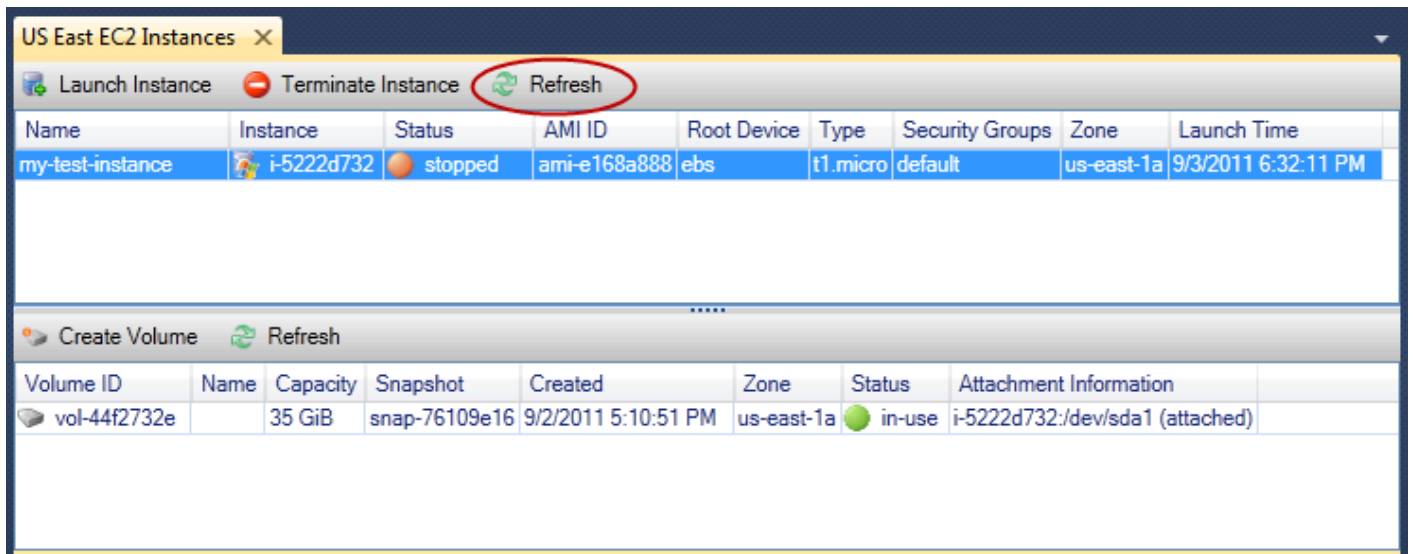 US East EC2 Instances
Launch Instance Terminate Instance Refresh
Name Instance Status AMI ID Root Device Type Security Groups Zone Launch Time
my-test-instance i-5222d732 stopped ami-e168a888 ebs t1.micro default us-east-1a 9/3/2011 6:32:11 PM
Create Volume Refresh
Volume ID Name Capacity Snapshot Created Zone Status Attachment Information
vol-44f2732e 35 GiB snap-76109e16 9/2/2011 5:10:51 PM us-east-1a in-use i-5222d732:/dev/sda1 (attached)